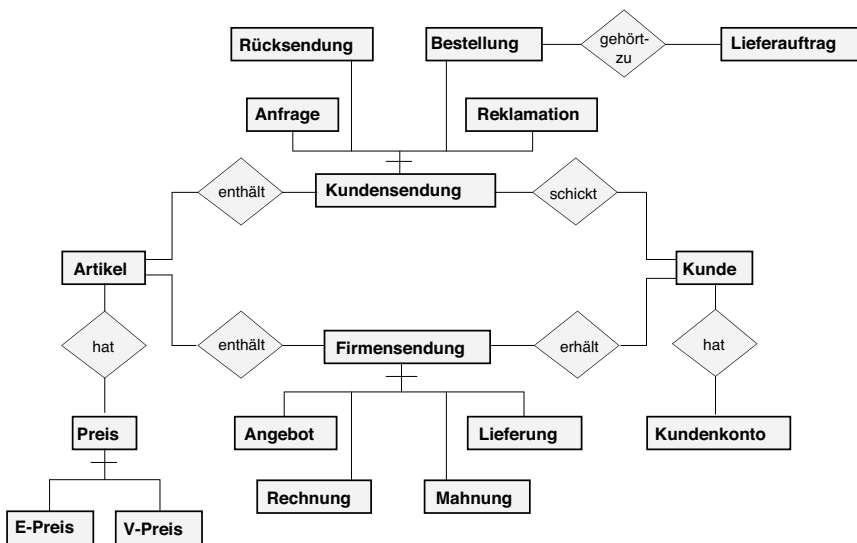 Rücksendung
Bestellung
gehört-
zu
Lieferauftrag
Anfrage
Reklamation
enthält
Kundensendung
schickt
Artikel
Kunde
hat
enthält
Firmensendung
erhält
hat
Preis
Angebot
Lieferung
Kundenkonto
Rechnung
Mahnung
E-Preis
V-Preis